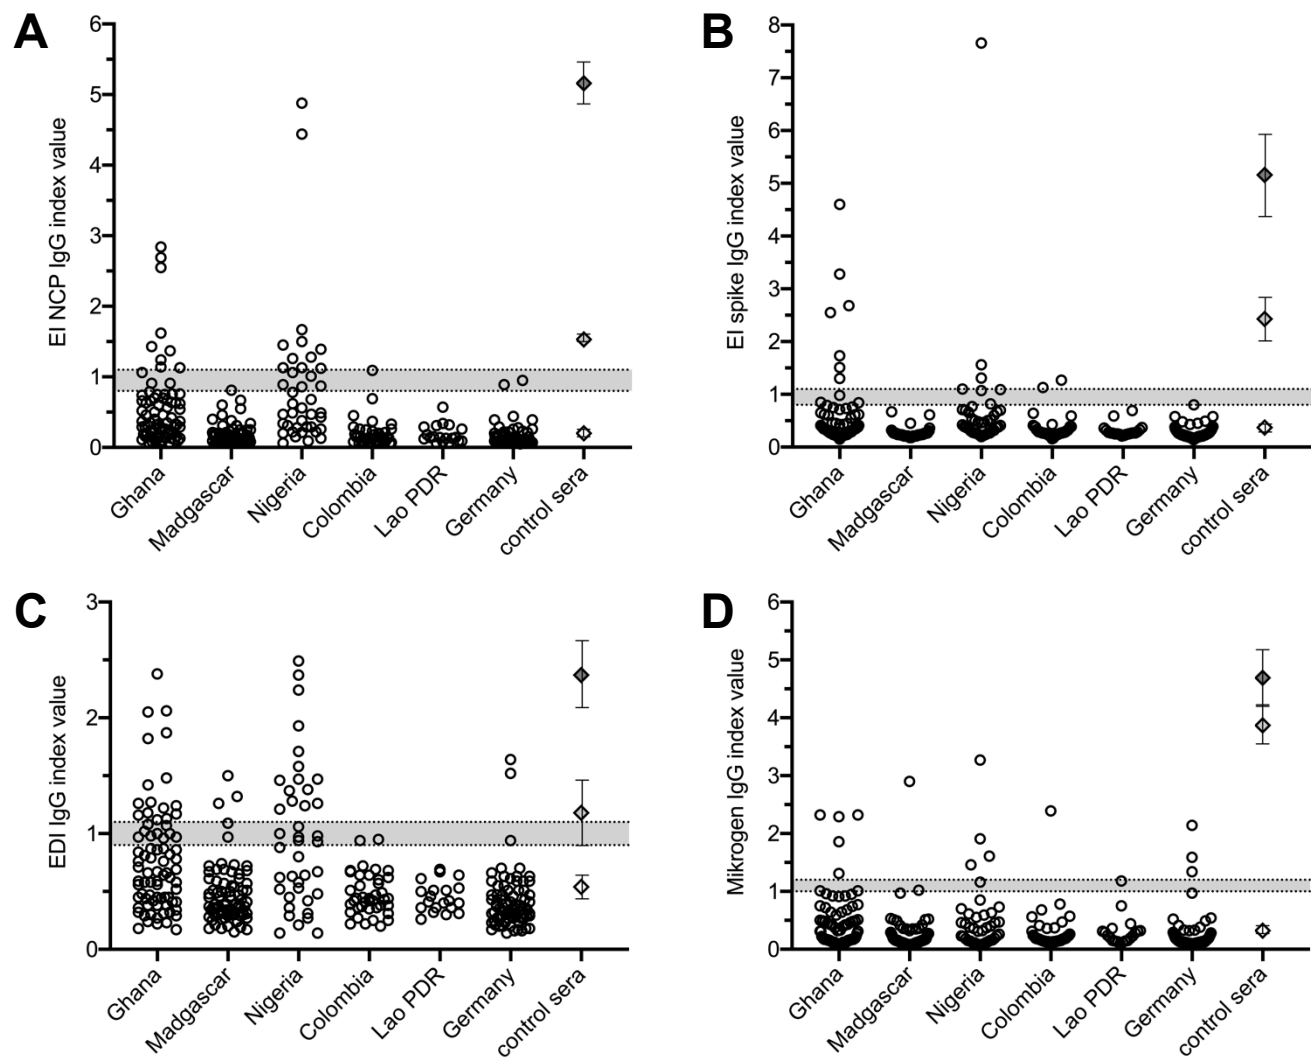 A
EI NCP IgG index value
6
5
4
3
2
1
0
Ghana
Madagascar
Nigeria
Colombia
Lao PDR
Germany
control sera
B
EI spike IgG index value
8
7
6
5
4
3
2
1
0
Ghana
Madagascar
Nigeria
Colombia
Lao PDR
Germany
control sera
C
EDI IgG index value
3
2
1
0
Ghana
Madagascar
Nigeria
Colombia
Lao PDR
Germany
control sera
D
Mikrogen IgG index value
6
5
4
3
2
1
0
Ghana
Madagascar
Nigeria
Colombia
Lao PDR
Germany
control sera